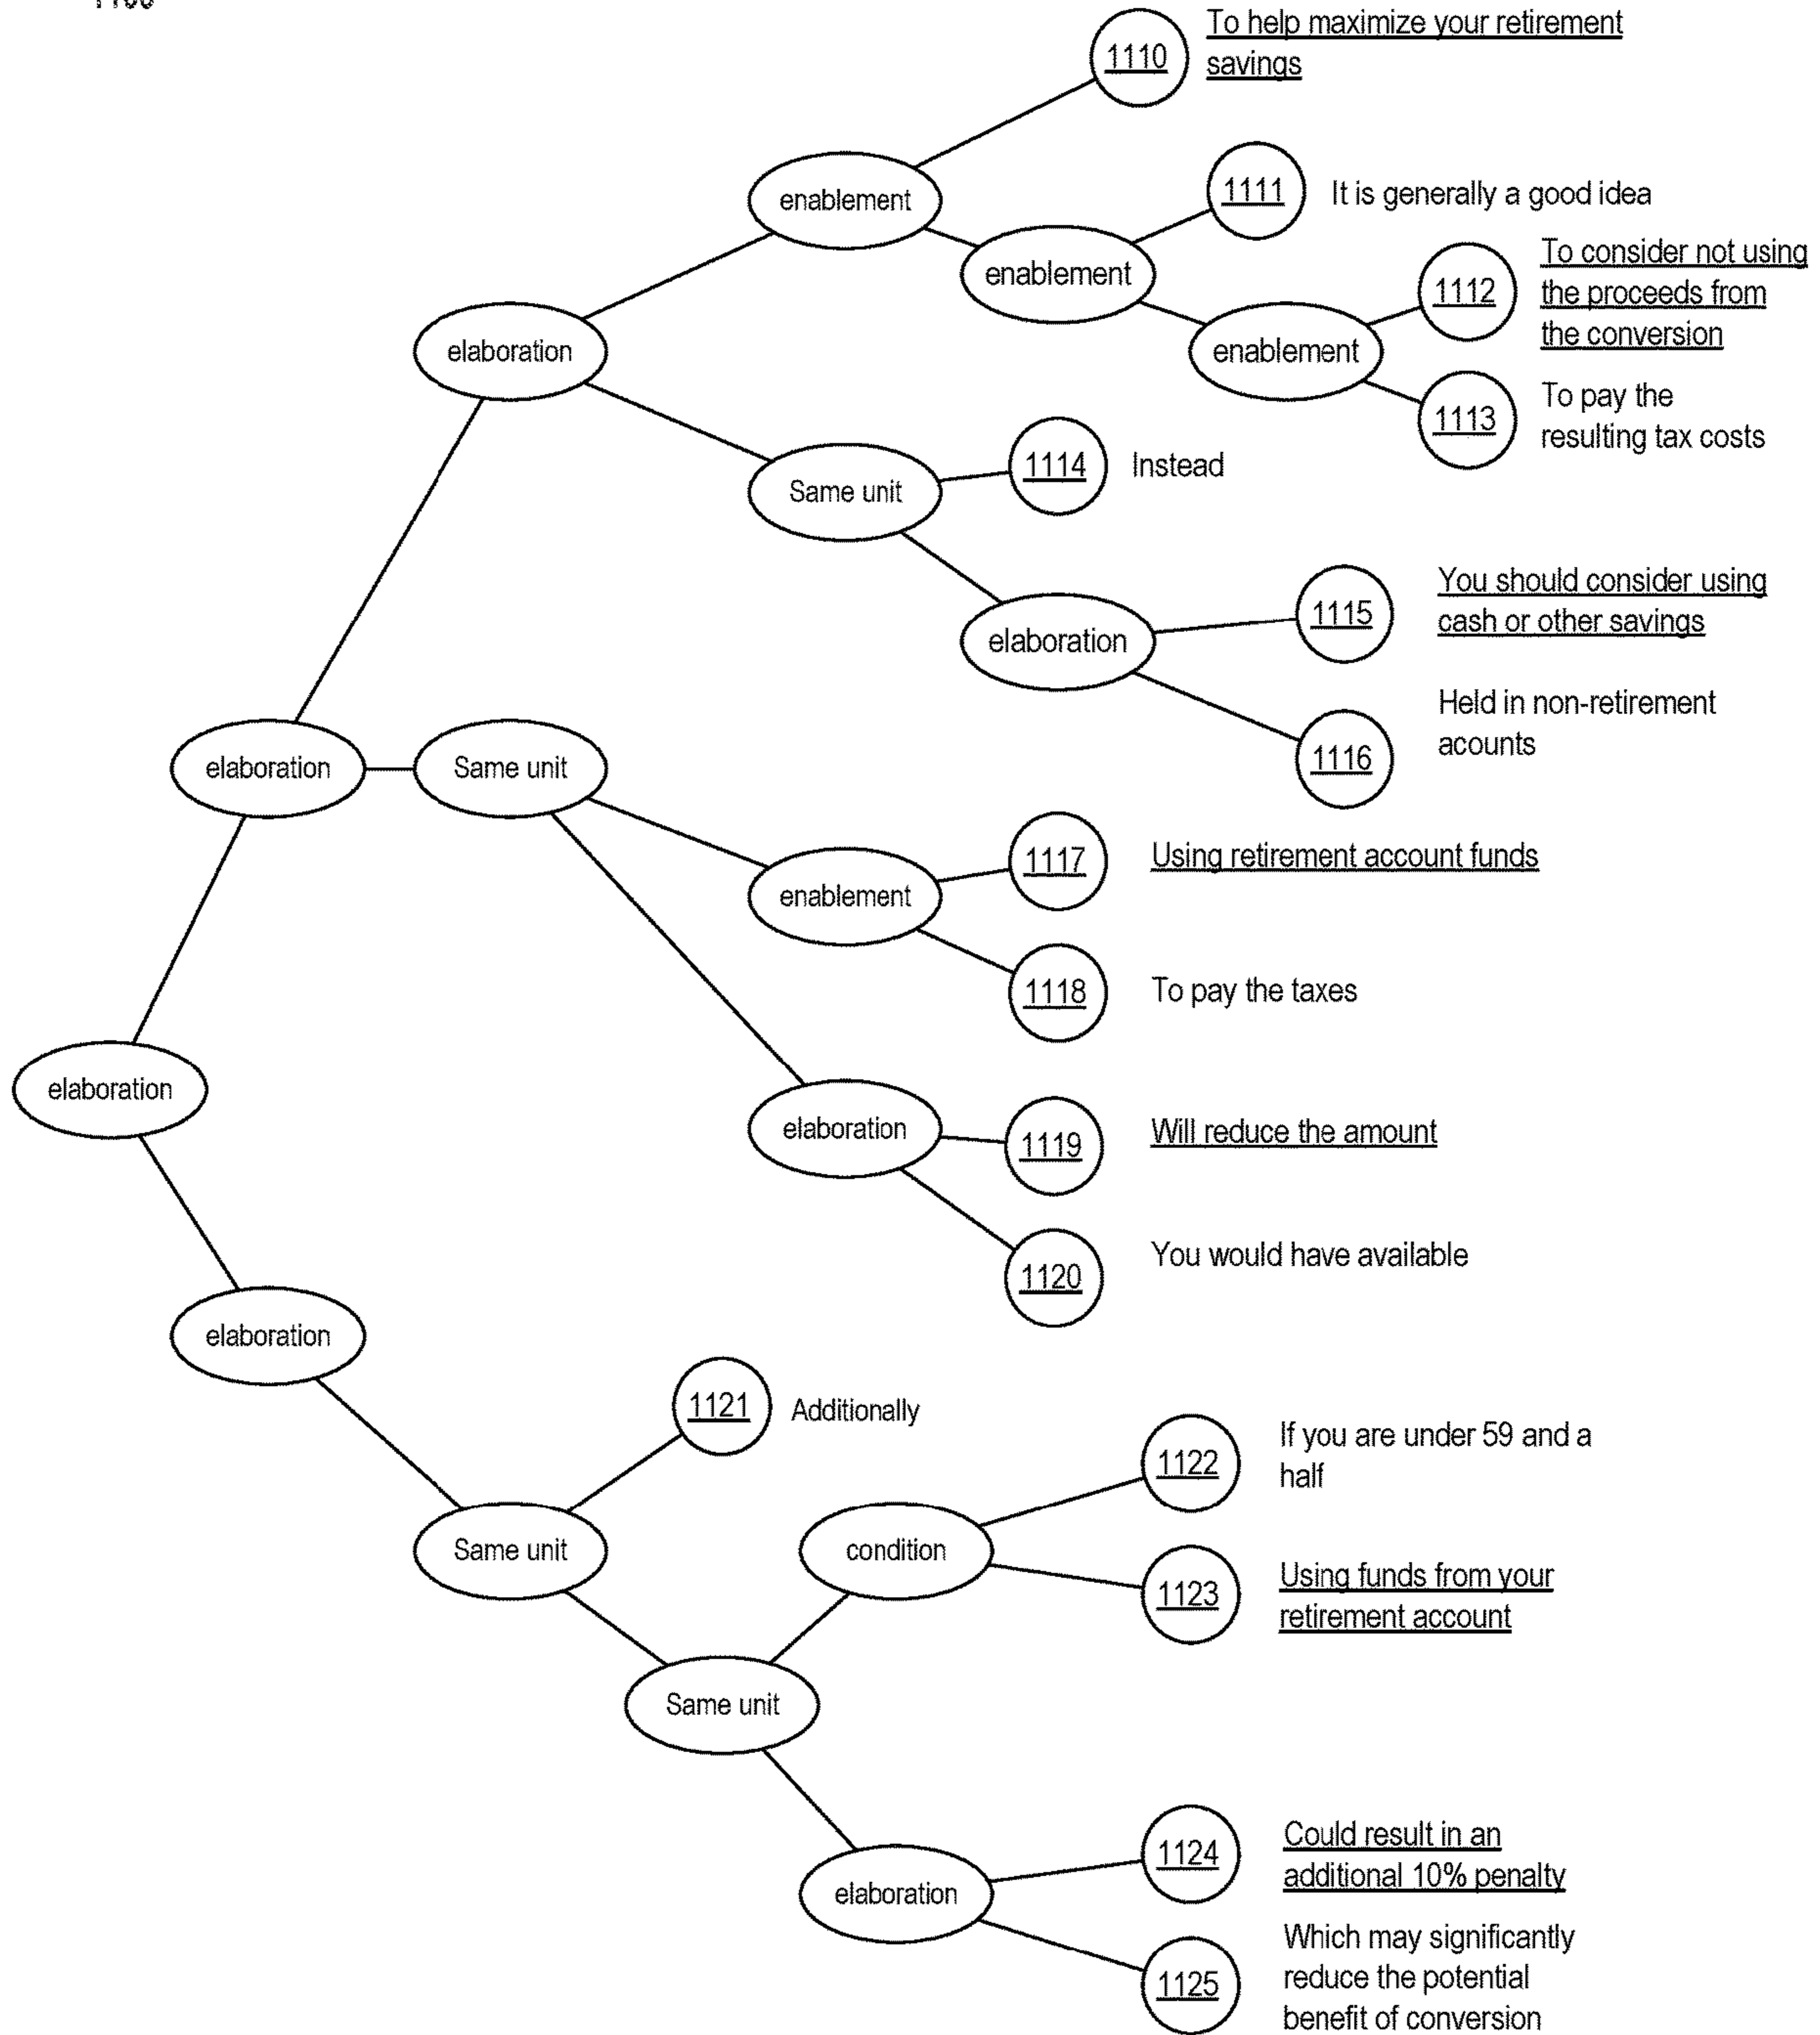 1110
To help maximize your retirement
savings
enablement
1111
It is generally a good idea
enablement
1112
To consider not using
the proceeds from
the conversion
elaboration
enablement
1113
To pay the
resulting tax costs
Same unit
1114
Instead
elaboration
1115
You should consider using
cash or other savings
1116
Held in non-retirement
acounts
elaboration
Same unit
1117
Using retirement account funds
enablement
1118
To pay the taxes
elaboration
elaboration
1119
Will reduce the amount
1120
You would have available
elaboration
1121
Additionally
1122
If you are under 59 and a
half
Same unit
condition
1123
Using funds from your
retirement account
Same unit
1124
Could result in an
additional 10% penalty
elaboration
1125
Which may significantly
reduce the potential
benefit of conversion